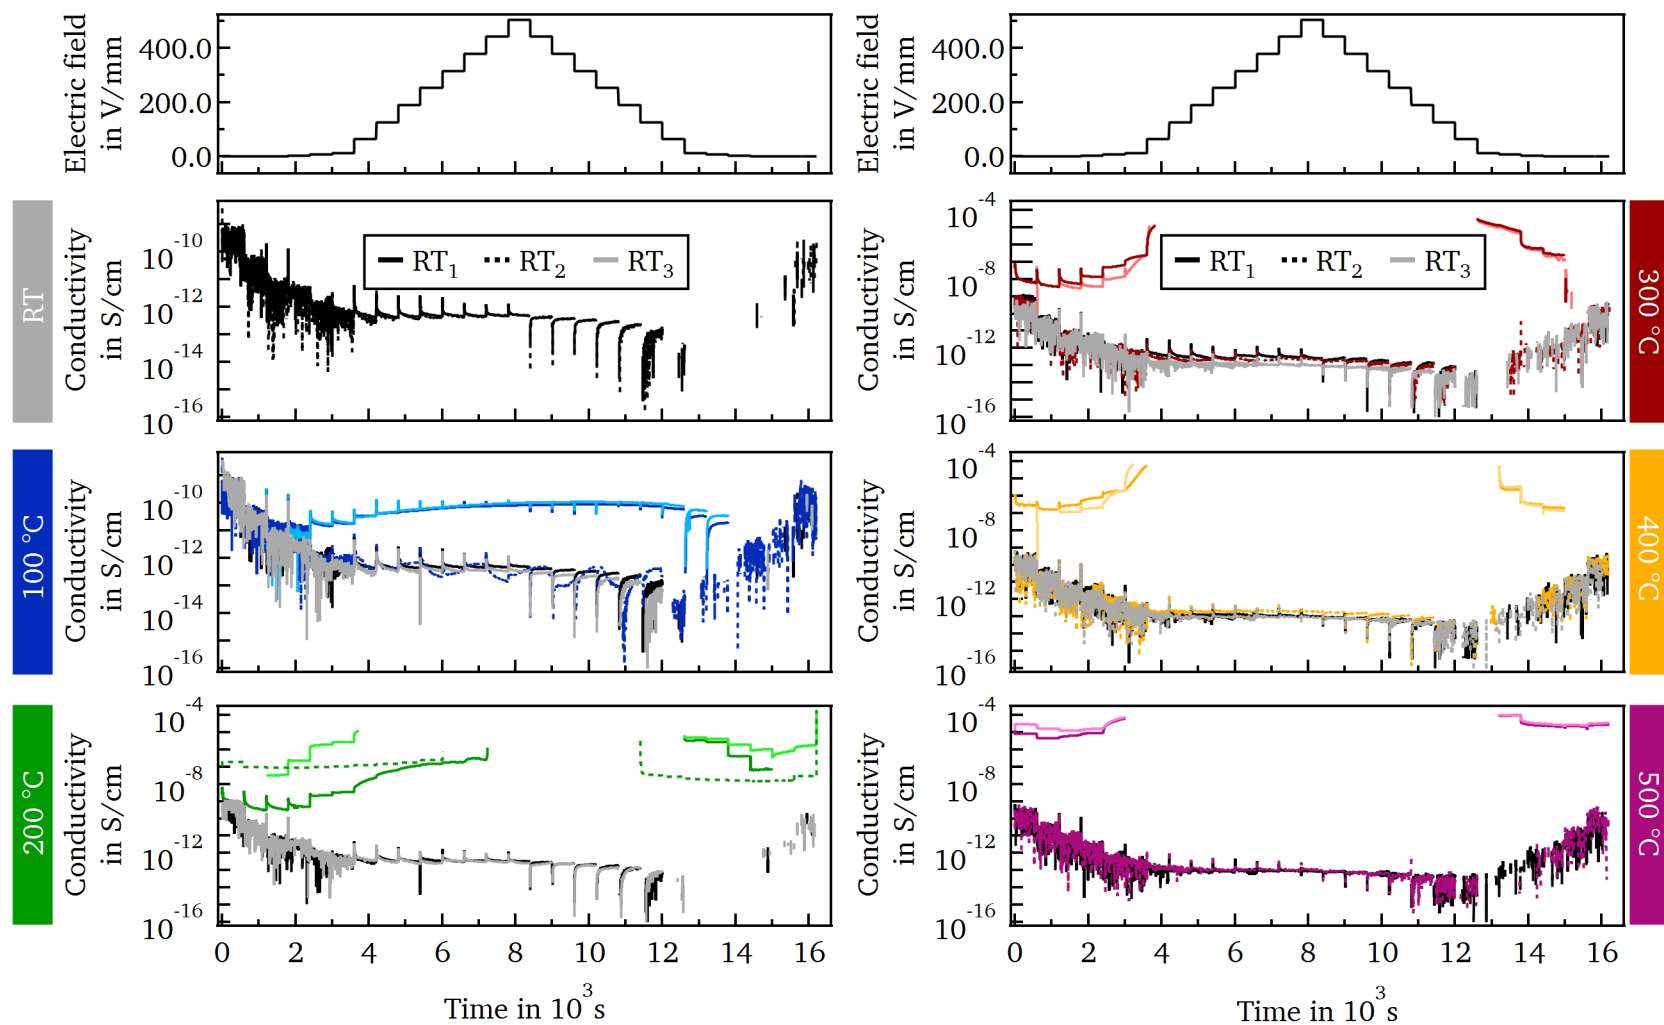 Electric field
in V/mm
400.0
200.0
0.0
Electric field
in V/mm
400.0
200.0
0.0
RT
Conductivity
in S/cm
10^-10
10^-12
10^-14
10^-16
RT₁ RT₂ RT₃
Conductivity
in S/cm
10^-4
10^-8
10^-12
10^-16
RT₁ RT₂ RT₃
300 °C
100 °C
Conductivity
in S/cm
10^-10
10^-12
10^-14
10^-16
Conductivity
in S/cm
10^-4
10^-8
10^-12
10^-16
400 °C
200 °C
Conductivity
in S/cm
10^-4
10^-8
10^-12
10^-16
0 2 4 6 8 10 12 14 16
Time in 10³s
Conductivity
in S/cm
10^-4
10^-8
10^-12
10^-16
500 °C
0 2 4 6 8 10 12 14 16
Time in 10³s